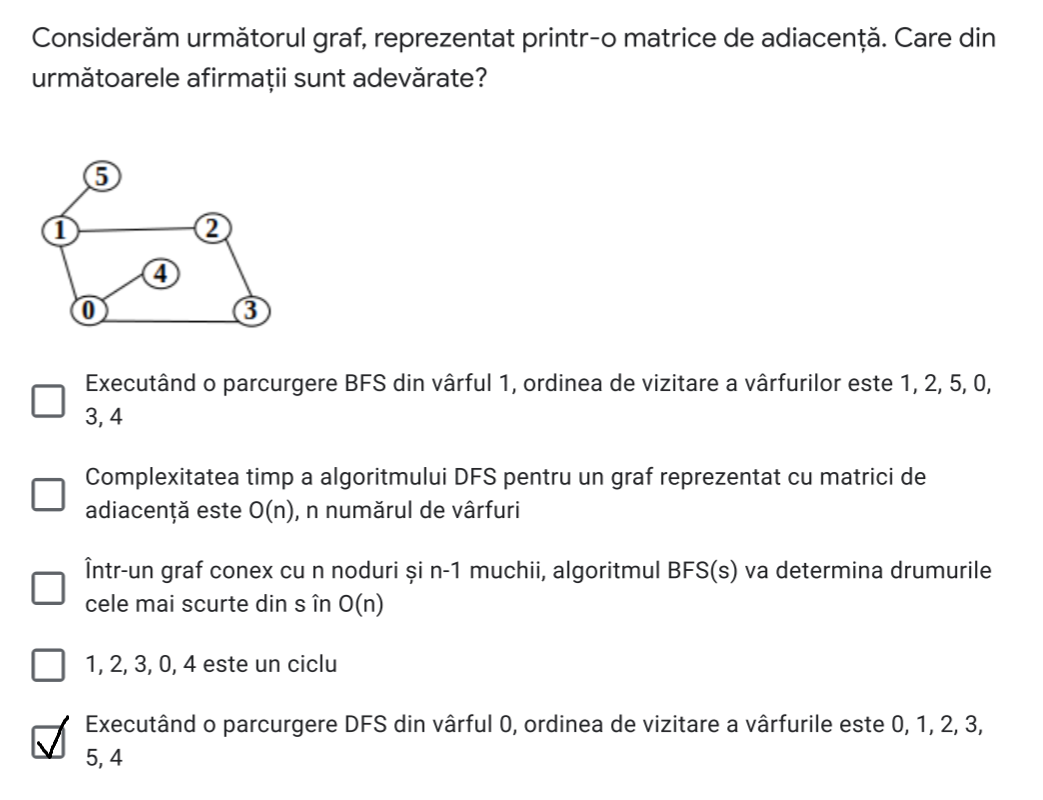 Considerăm următorul graf, reprezentat printr-o matrice de adiacență. Care din
următoarele afirmații sunt adevărate?
5
1
2
4
0
3
Executând o parcurgere BFS din vârful 1, ordinea de vizitare a vârfurilor este 1, 2, 5, 0,
3, 4
Complexitatea timp a algoritmului DFS pentru un graf reprezentat cu matrici de
adiacență este O(n), n numărul de vârfuri
Într-un graf conex cu n noduri și n-1 muchii, algoritmul BFS(s) va determina drumurile
cele mai scurte din s în O(n)
1, 2, 3, 0, 4 este un ciclu
Executând o parcurgere DFS din vârful 0, ordinea de vizitare a vârfurile este 0, 1, 2, 3,
5, 4